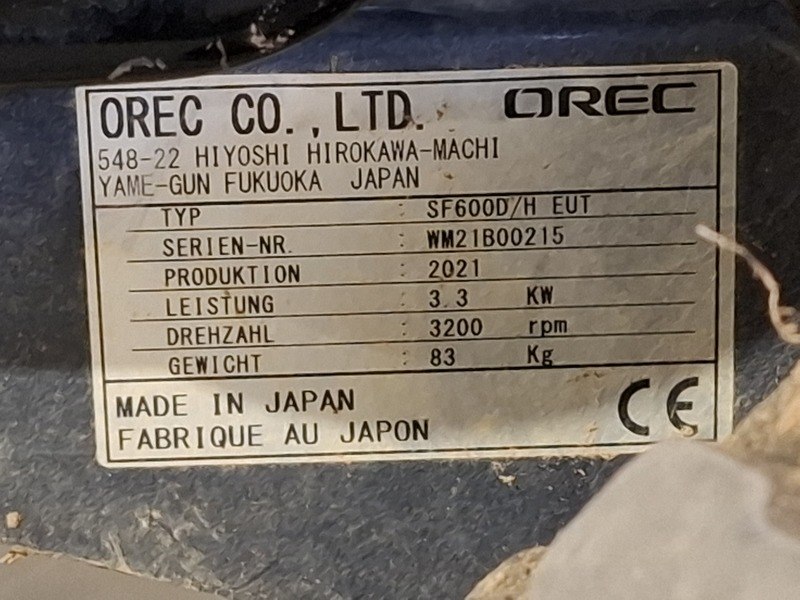 OREC CO.,LTD. OREC
548-22 HIYOSHI HIROKAWA-MACHI
YAME-GUN FUKUOKA JAPAN
TYP : SF600D/H EUT
SERIEN-NR. : WM21B00215
PRODUKTION : 2021
LEISTUNG : 3.3 KW
DREHZAHL : 3200 rpm
GEWICHT : 83 Kg
MADE IN JAPAN
FABRIQUE AU JAPON
CE